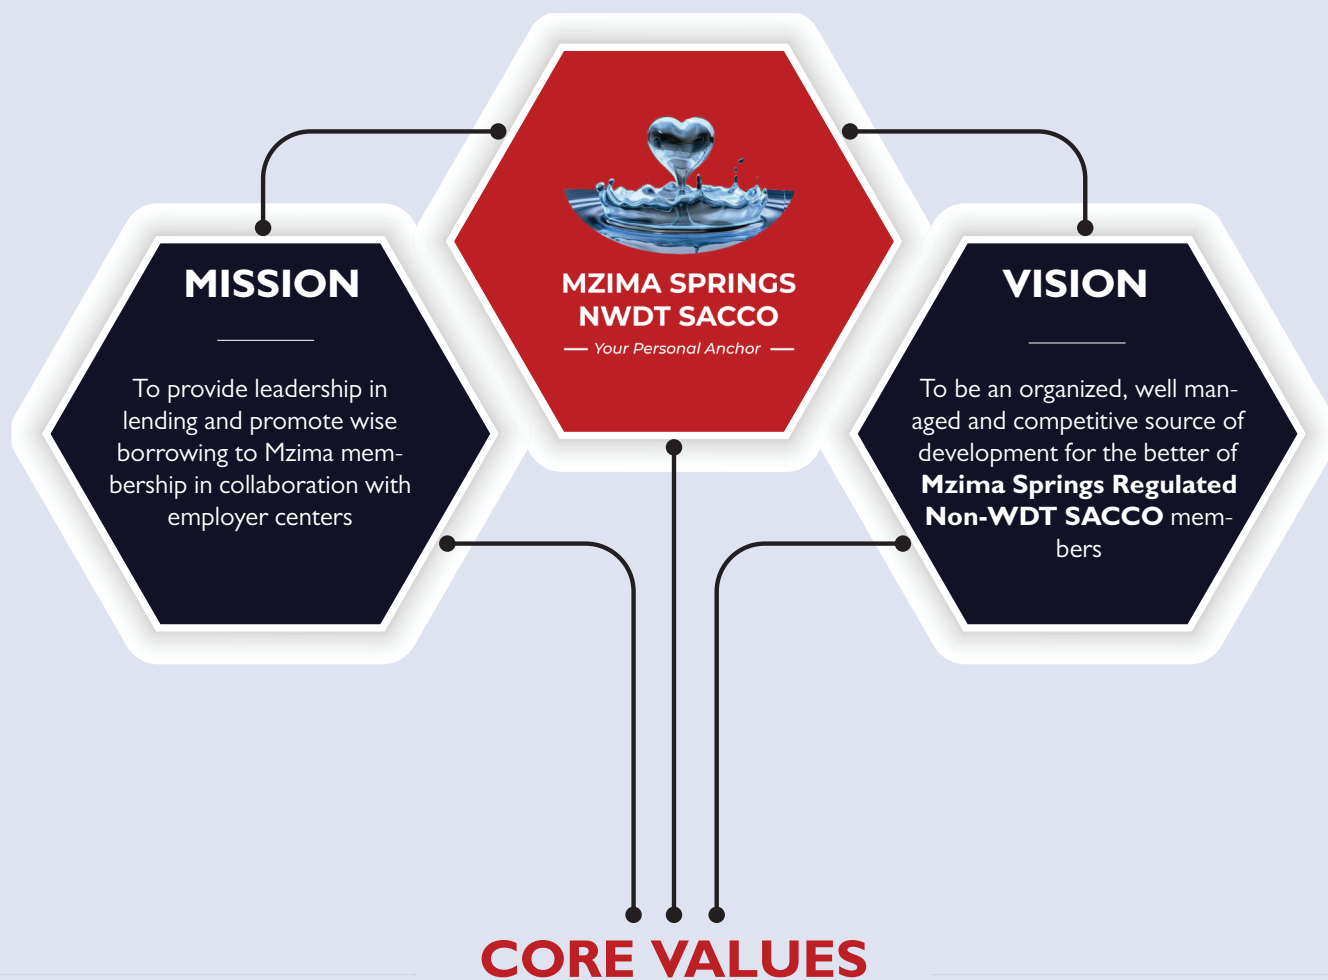 MZIMA SPRINGS
NWDT SACCO
Your Personal Anchor
MISSION
To provide leadership in
lending and promote wise
borrowing to Mzima mem-
bership in collaboration with
employer centers
VISION
To be an organized, well man-
aged and competitive source of
development for the better of
Mzima Springs Regulated
Non-WDT SACCO mem-
bers
CORE VALUES